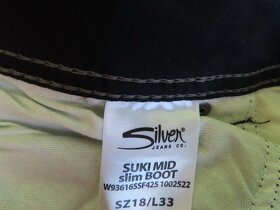 Silver
JEANS CO.
SUKI MID
slim BOOT
W93616SSF425 1002522
SZ18/L33